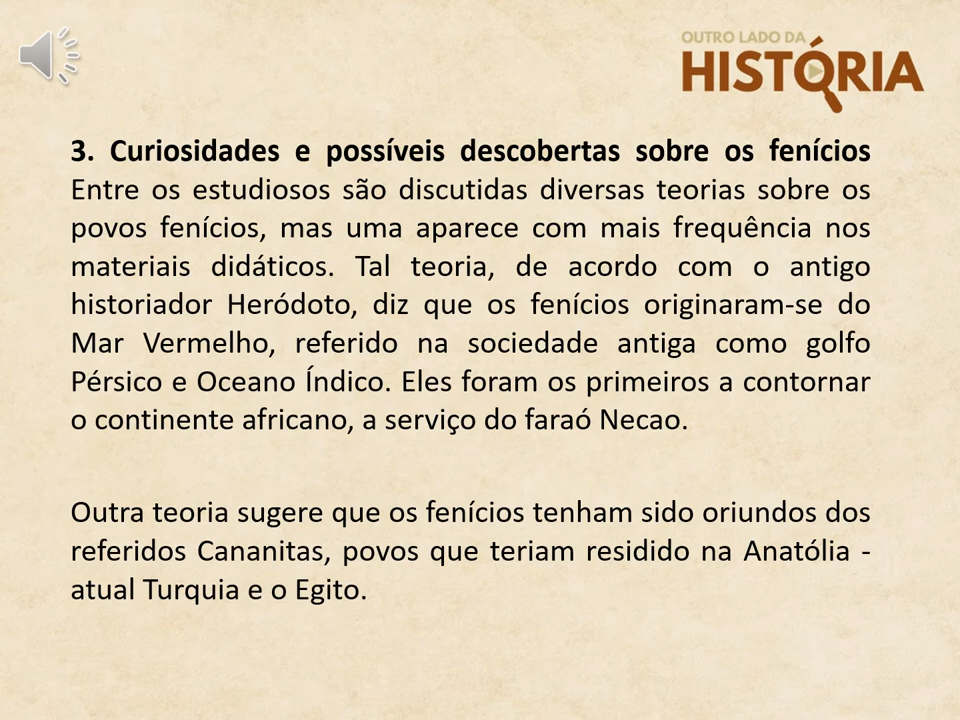 OUTRO LADO DA
HISTÓRIA
3. Curiosidades e possíveis descobertas sobre os fenícios
Entre os estudiosos são discutidas diversas teorias sobre os
povos fenícios, mas uma aparece com mais frequência nos
materiais didáticos. Tal teoria, de acordo com o antigo
historiador Heródoto, diz que os fenícios originaram-se do
Mar Vermelho, referido na sociedade antiga como golfo
Pérsico e Oceano Índico. Eles foram os primeiros a contornar
o continente africano, a serviço do faraó Necao.
Outra teoria sugere que os fenícios tenham sido oriundos dos
referidos Cananitas, povos que teriam residido na Anatólia -
atual Turquia e o Egito.